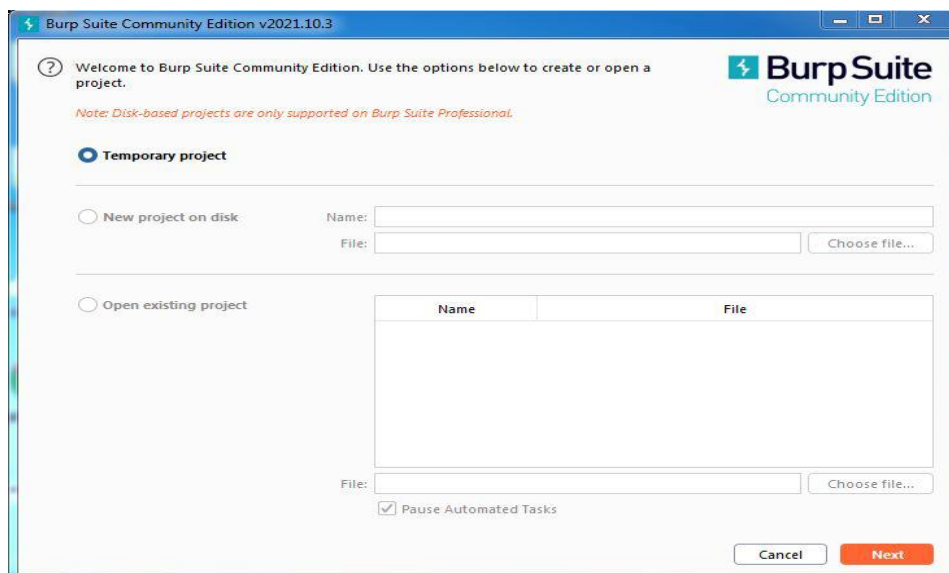 Burp Suite Community Edition v2021.10.3
Welcome to Burp Suite Community Edition. Use the options below to create or open a
project.
Burp Suite
Community Edition
Note: Disk-based projects are only supported on Burp Suite Professional.
Temporary project
New project on disk
Name:
File:
Choose file...
Open existing project
Name
File
File:
Choose file...
Pause Automated Tasks
Cancel
Next